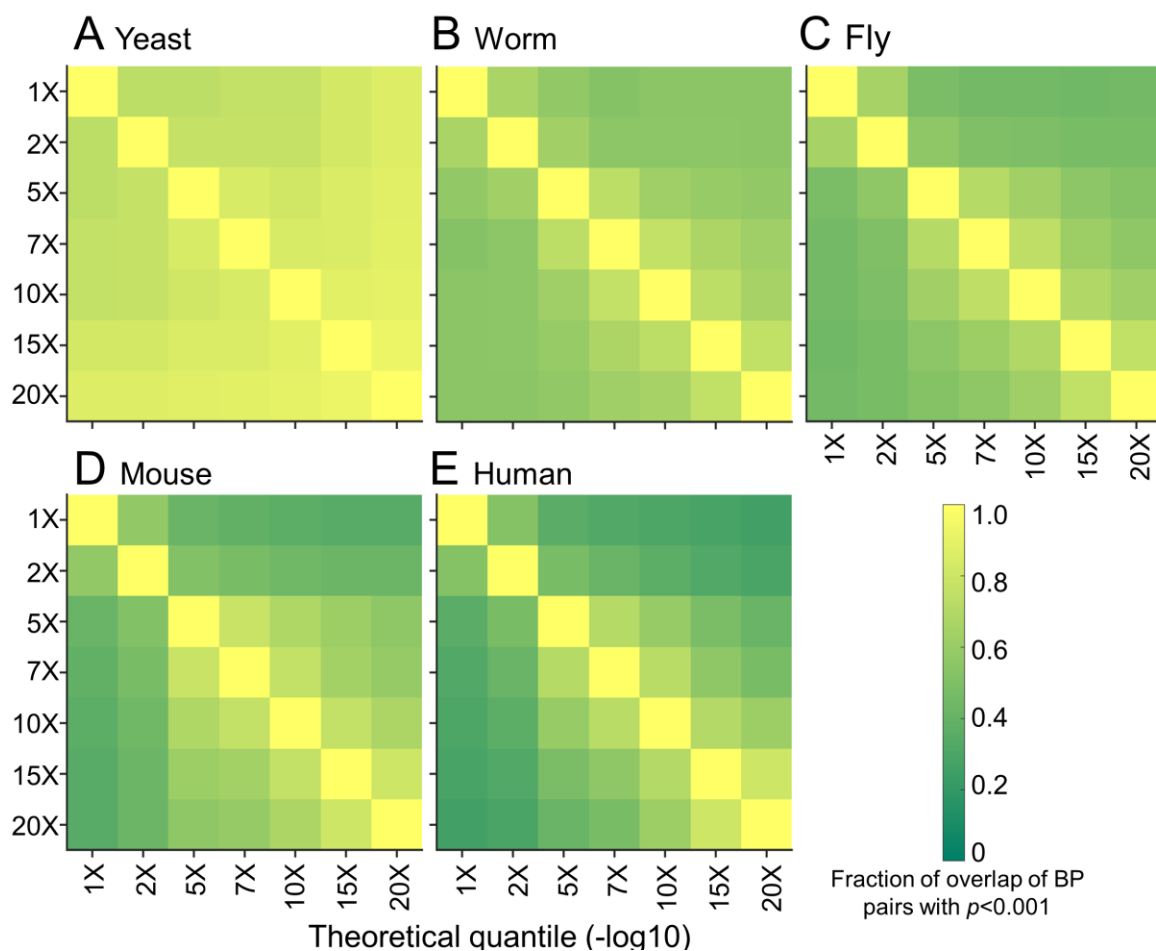 A Yeast
B Worm
C Fly
1X
2X
5X
7X
10X
15X
20X
1X 2X 5X 7X 10X 15X 20X
D Mouse
E Human
1X
2X
5X
7X
10X
15X
20X
1X 2X 5X 7X 10X 15X 20X
1X 2X 5X 7X 10X 15X 20X
Theoretical quantile (-log10)
1.0
0.8
0.6
0.4
0.2
0
Fraction of overlap of BP
pairs with p<0.001